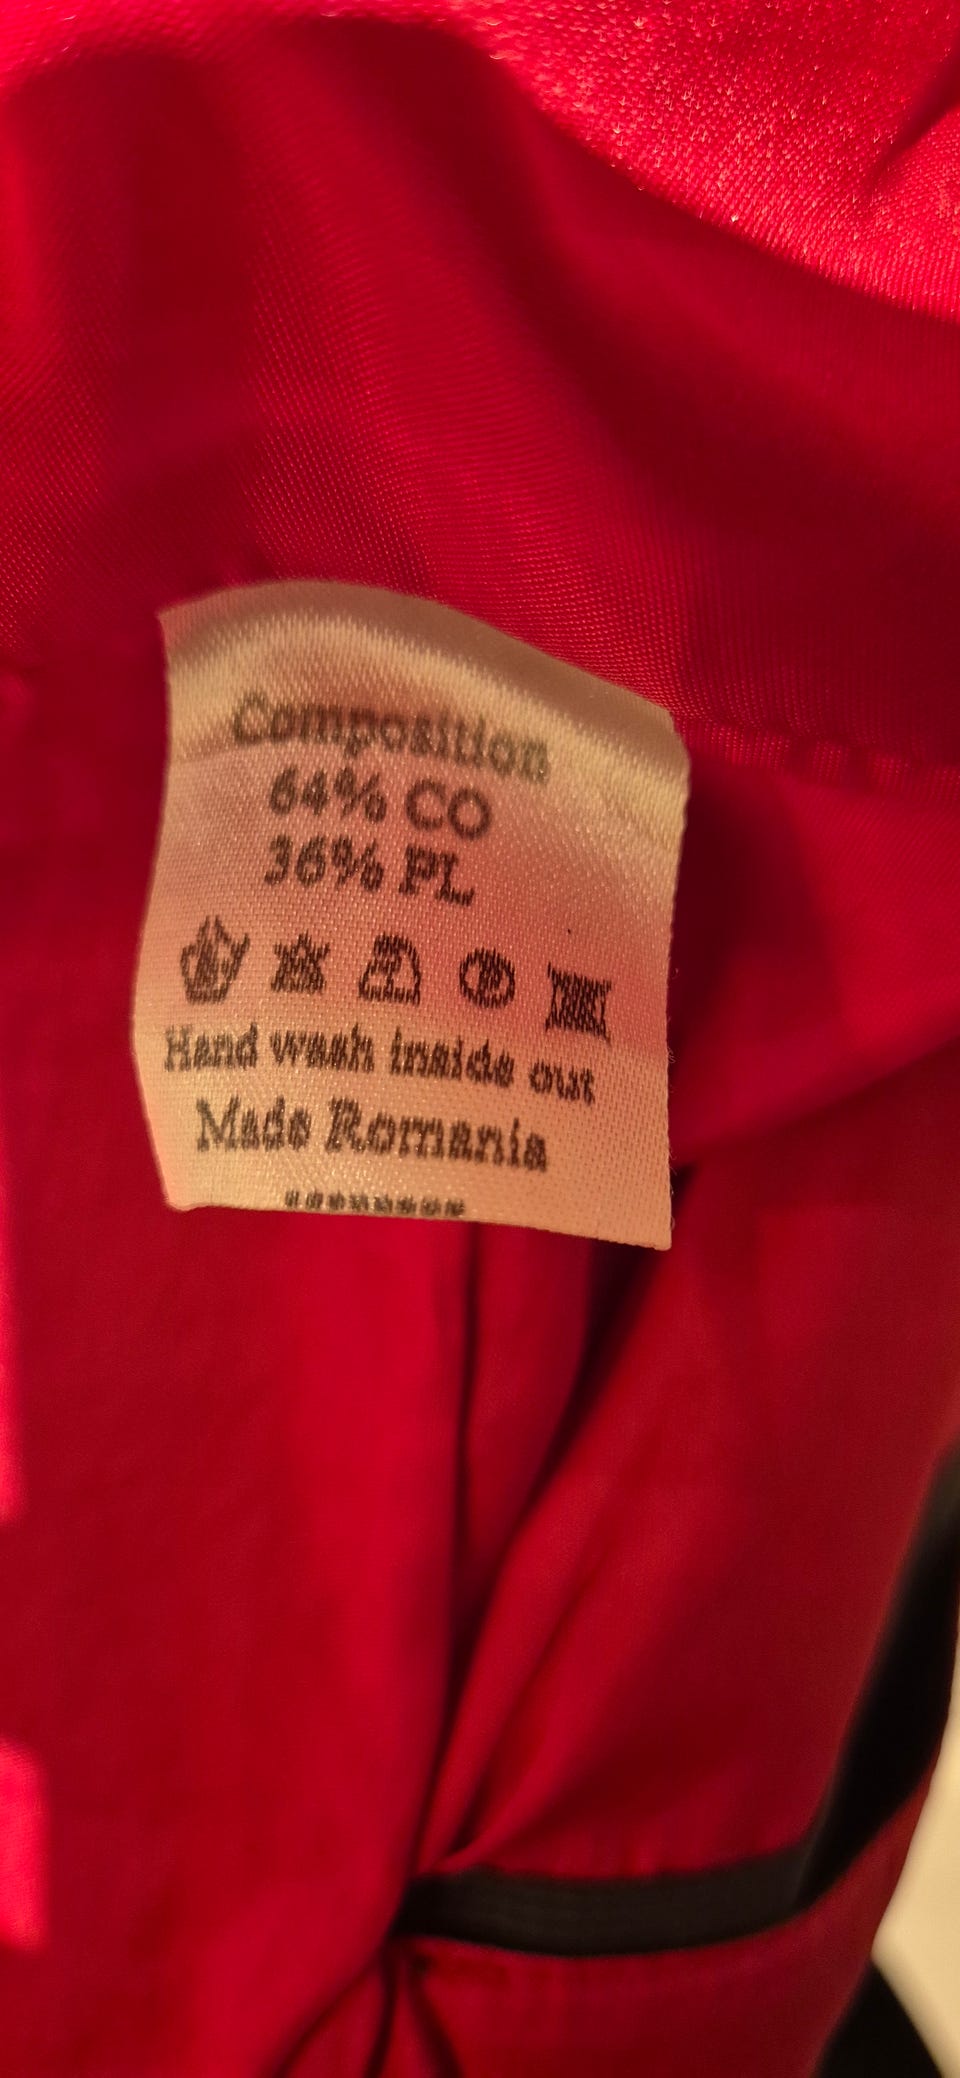 Composition
64% CO
36% PL
Hand wash inside out
Made Romania